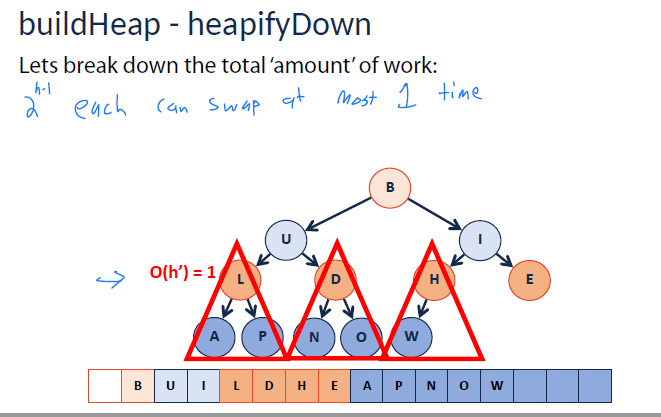 buildHeap - heapifyDown
Lets break down the total 'amount' of work:
2^h-1 each can swap at most 1 time
B
U I
O(h') = 1 L D H E
A P N O W
B U I L D H E A P N O W